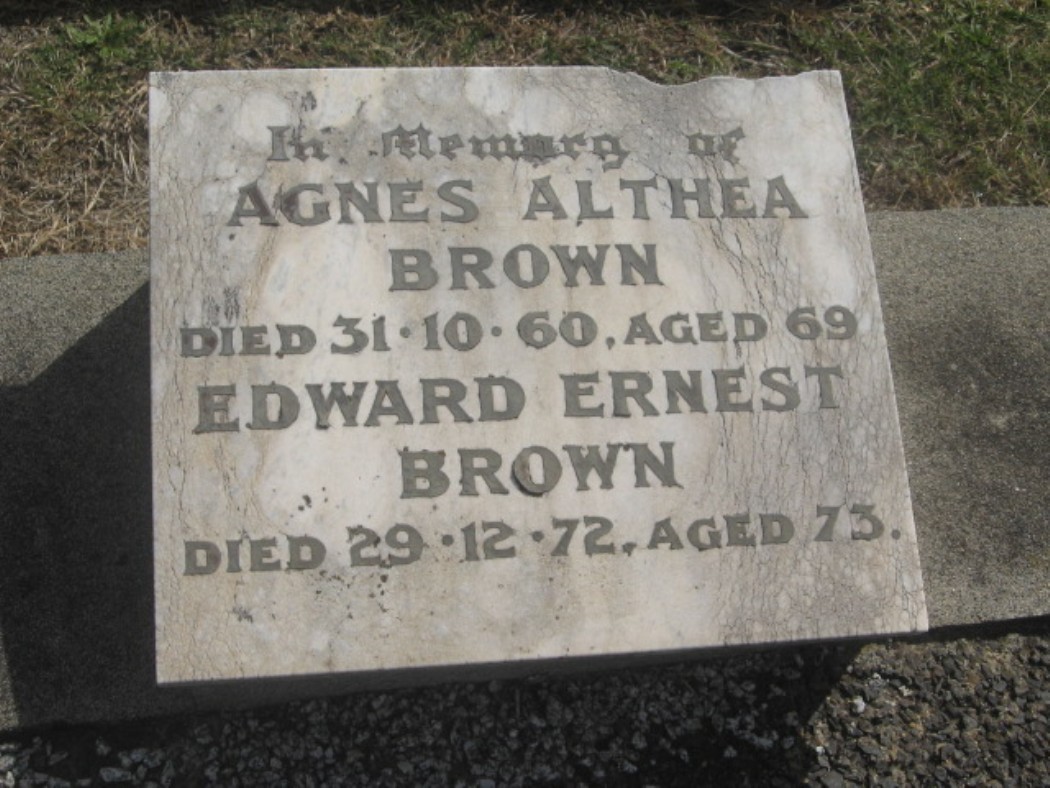 In Memory of
AGNES ALTHEA
BROWN
DIED 31·10·60, AGED 69
EDWARD ERNEST
BROWN
DIED 29·12·72, AGED 73.